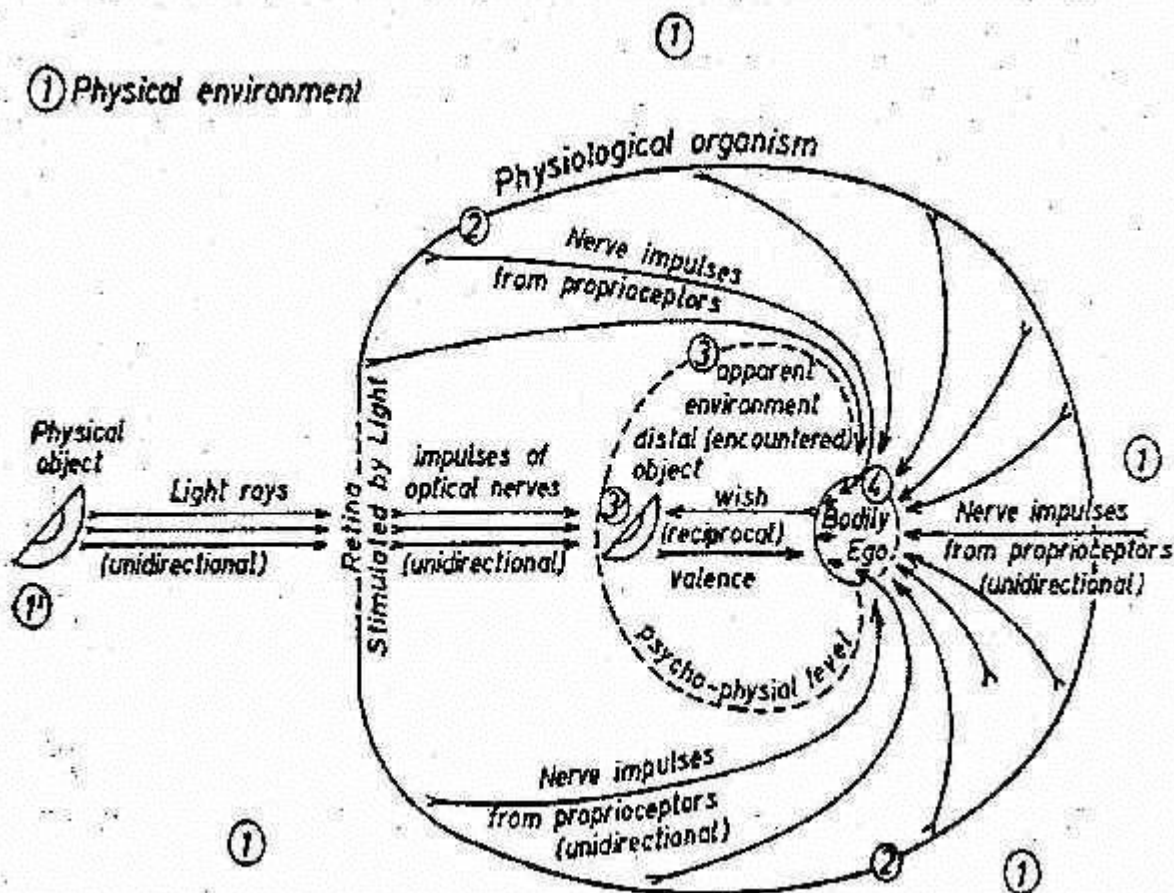 ①
① Physical environment
Physiological organism
②
Nerve impulses
from proprioceptors
③
apparent
environment
distal (encountered)
object
Physical
object
Light rays
(unidirectional)
①'
Retina
Stimulated by Light
impulses of
optical nerves
(unidirectional)
③'
wish
(reciprocal)
valence
④
Bodily
Ego
①
Nerve impulses
from proprioceptors
(unidirectional)
psycho-physial level
Nerve impulses
from proprioceptors
(unidirectional)
①
②
①